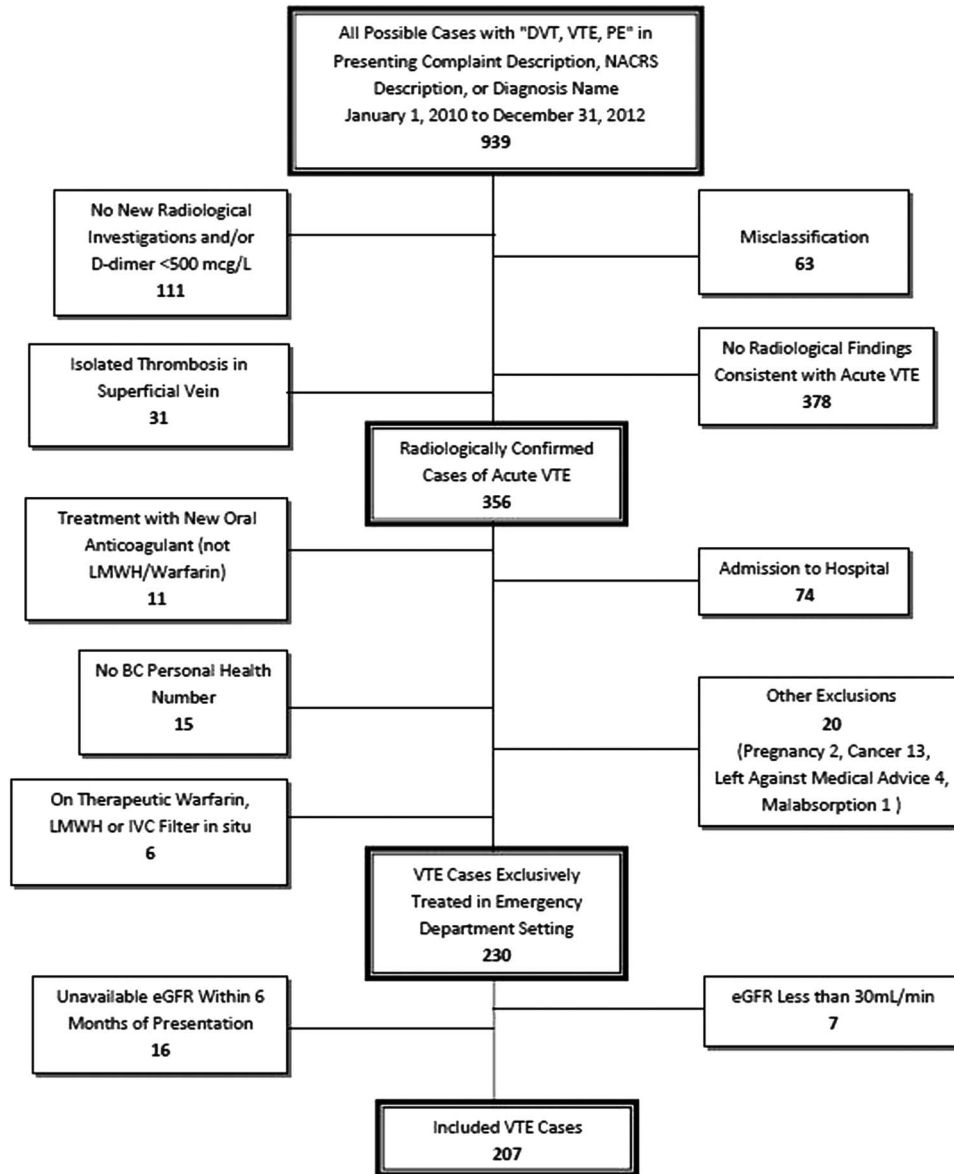 All Possible Cases with "DVT, VTE, PE" in
Presenting Complaint Description, NACRS
Description, or Diagnosis Name
January 1, 2010 to December 31, 2012
939
No New Radiological
Investigations and/or
D-dimer <500 mcg/L
111
Misclassification
63
Isolated Thrombosis in
Superficial Vein
31
No Radiological Findings
Consistent with Acute VTE
378
Radiologically Confirmed
Cases of Acute VTE
356
Treatment with New Oral
Anticoagulant (not
LMWH/Warfarin)
11
Admission to Hospital
74
No BC Personal Health
Number
15
Other Exclusions
20
(Pregnancy 2, Cancer 13,
Left Against Medical Advice 4,
Malabsorption 1 )
On Therapeutic Warfarin,
LMWH or IVC Filter in situ
6
VTE Cases Exclusively
Treated in Emergency
Department Setting
230
Unavailable eGFR Within 6
Months of Presentation
16
eGFR Less than 30mL/min
7
Included VTE Cases
207